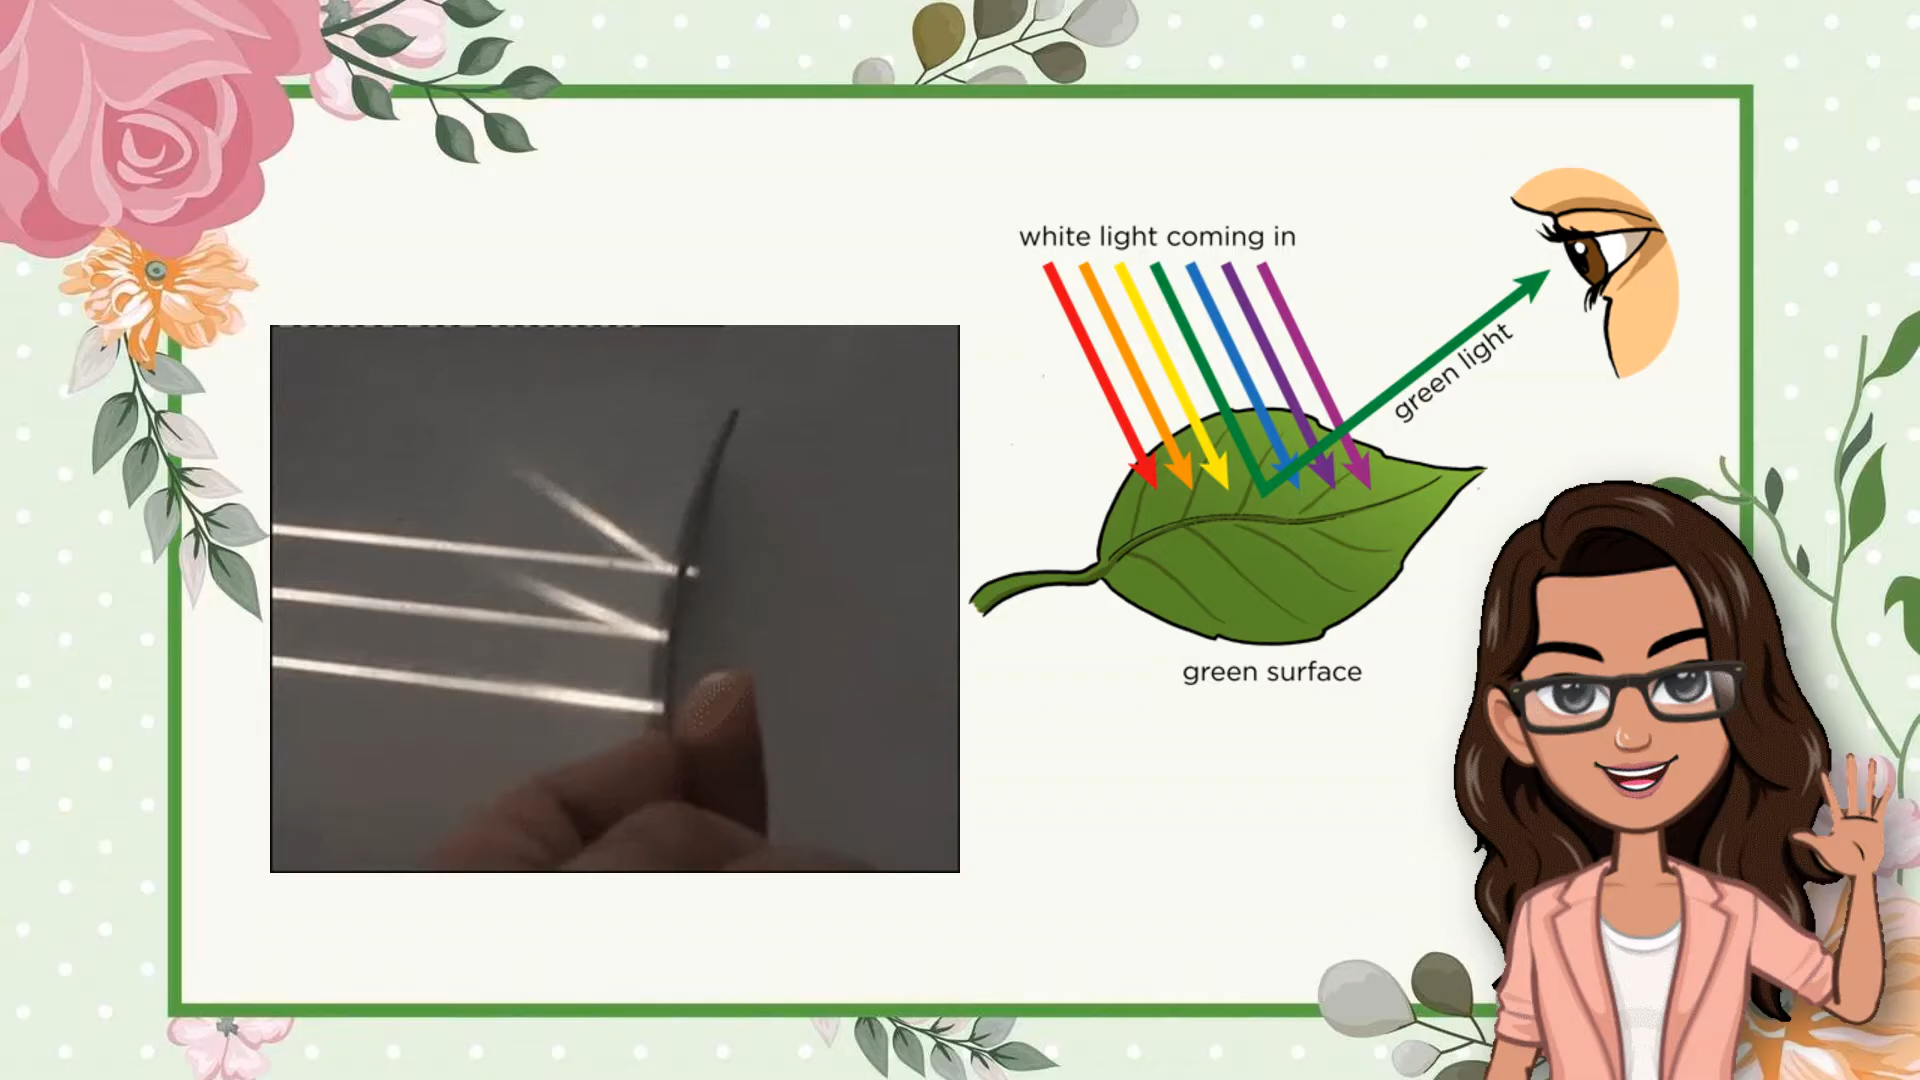 white light coming in
green light
green surface